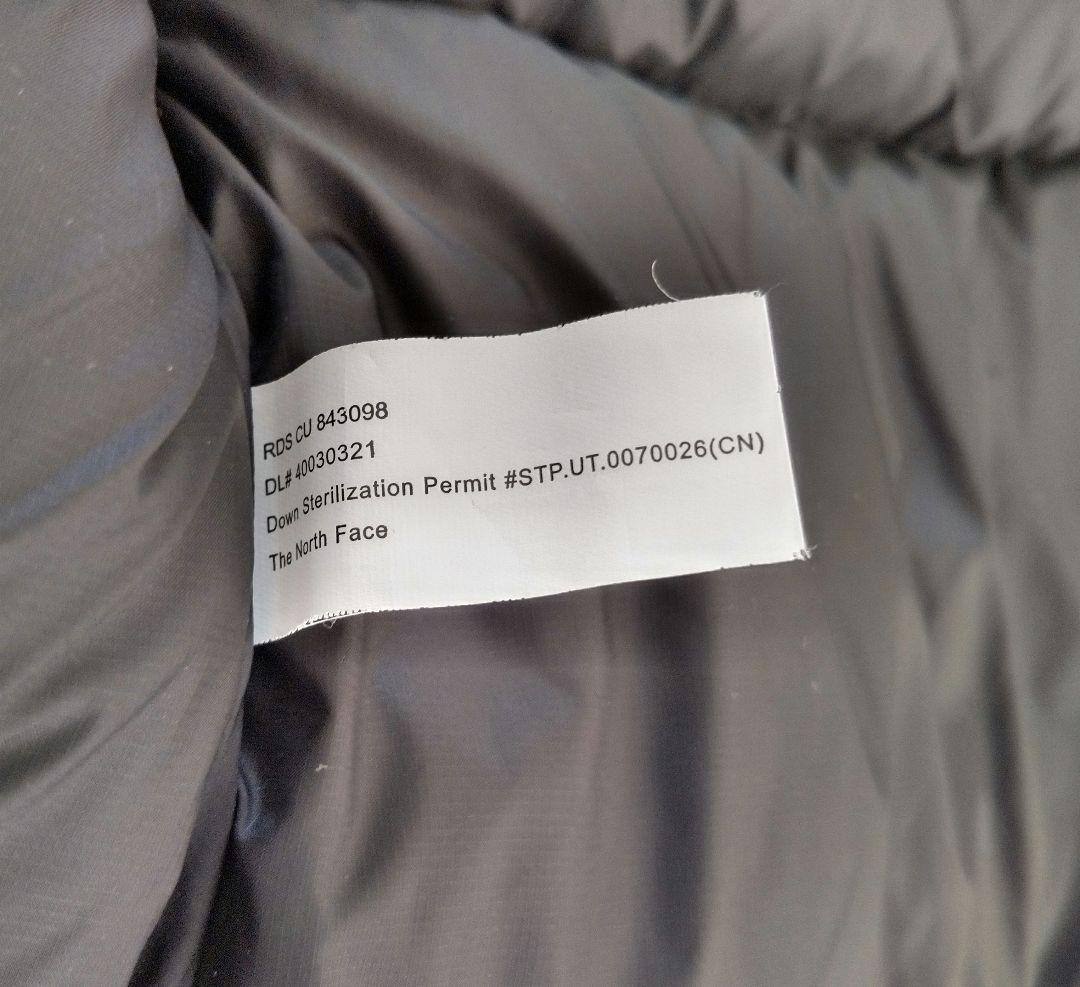 RDS CU 843098
DL# 40030321
Down Sterilization Permit #STP.UT.0070026(CN)
The North Face